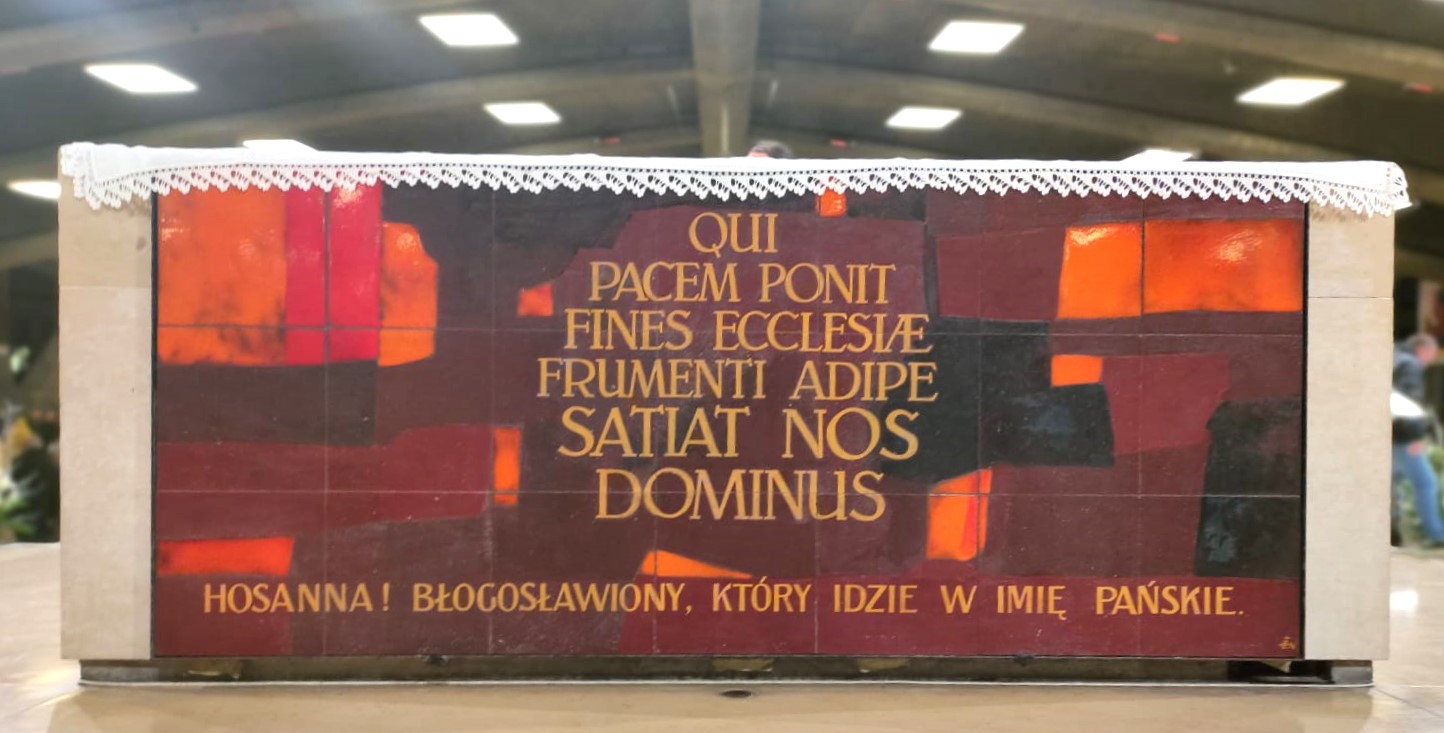 QUI
PACEM PONIT
FINES ECCLESIÆ
FRUMENTI ADIPE
SATIAT NOS
DOMINUS
HOSANNA! BŁOGOSŁAWIONY, KTÓRY IDZIE W IMIĘ PAŃSKIE.